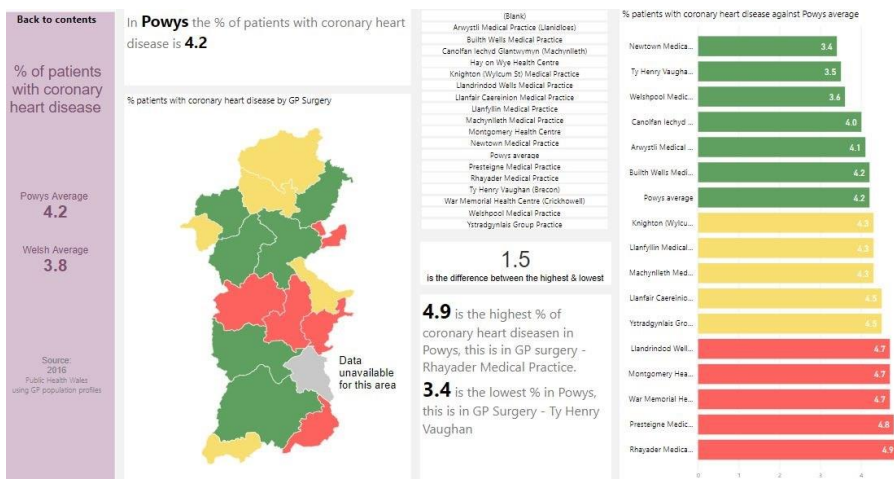 Back to contents
% of patients
with coronary
heart disease
Powys Average
4.2
Welsh Average
3.8
Source:
2016
Public Health Wales
using GP population profiles
In Powys the % of patients with coronary heart
disease is 4.2
% patients with coronary heart disease by GP Surgery
Data
unavailable
for this area
(Blank)
Arwystli Medical Practice (Llanidloes)
Builth Wells Medical Practice
Canolfan Iechyd Glantwymyn (Machynlleth)
Hay on Wye Health Centre
Knighton (Wylcum St) Medical Practice
Llandrindod Wells Medical Practice
Llanfair Caereinion Medical Practice
Llanfyllin Medical Practice
Machynlleth Medical Practice
Montgomery Health Centre
Newtown Medical Practice
Powys average
Presteigne Medical Practice
Rhayader Medical Practice
Ty Henry Vaughan (Brecon)
War Memorial Health Centre (Crickhowell)
Welshpool Medical Practice
Ystradgynlais Group Practice
1.5
is the difference between the highest & lowest
4.9 is the highest % of
coronary heart diseasen in
Powys, this is in GP surgery -
Rhayader Medical Practice.
3.4 is the lowest % in Powys,
this is in GP Surgery - Ty Henry
Vaughan
% patients with coronary heart disease against Powys average
Newtown Medica... 3.4
Ty Henry Vaugha... 3.5
Welshpool Medic... 3.6
Canolfan Iechyd ... 4.0
Arwystli Medical ... 4.1
Builth Wells Medi... 4.2
Powys average 4.2
Knighton (Wylcu... 4.3
Llanfyllin Medical... 4.3
Machynlleth Med... 4.3
Llanfair Caereinio... 4.5
Ystradgynlais Gro... 4.5
Llandrindod Well... 4.7
Montgomery Hea... 4.7
War Memorial He... 4.7
Presteigne Medic... 4.8
Rhayader Medica... 4.9
0 1 2 3 4